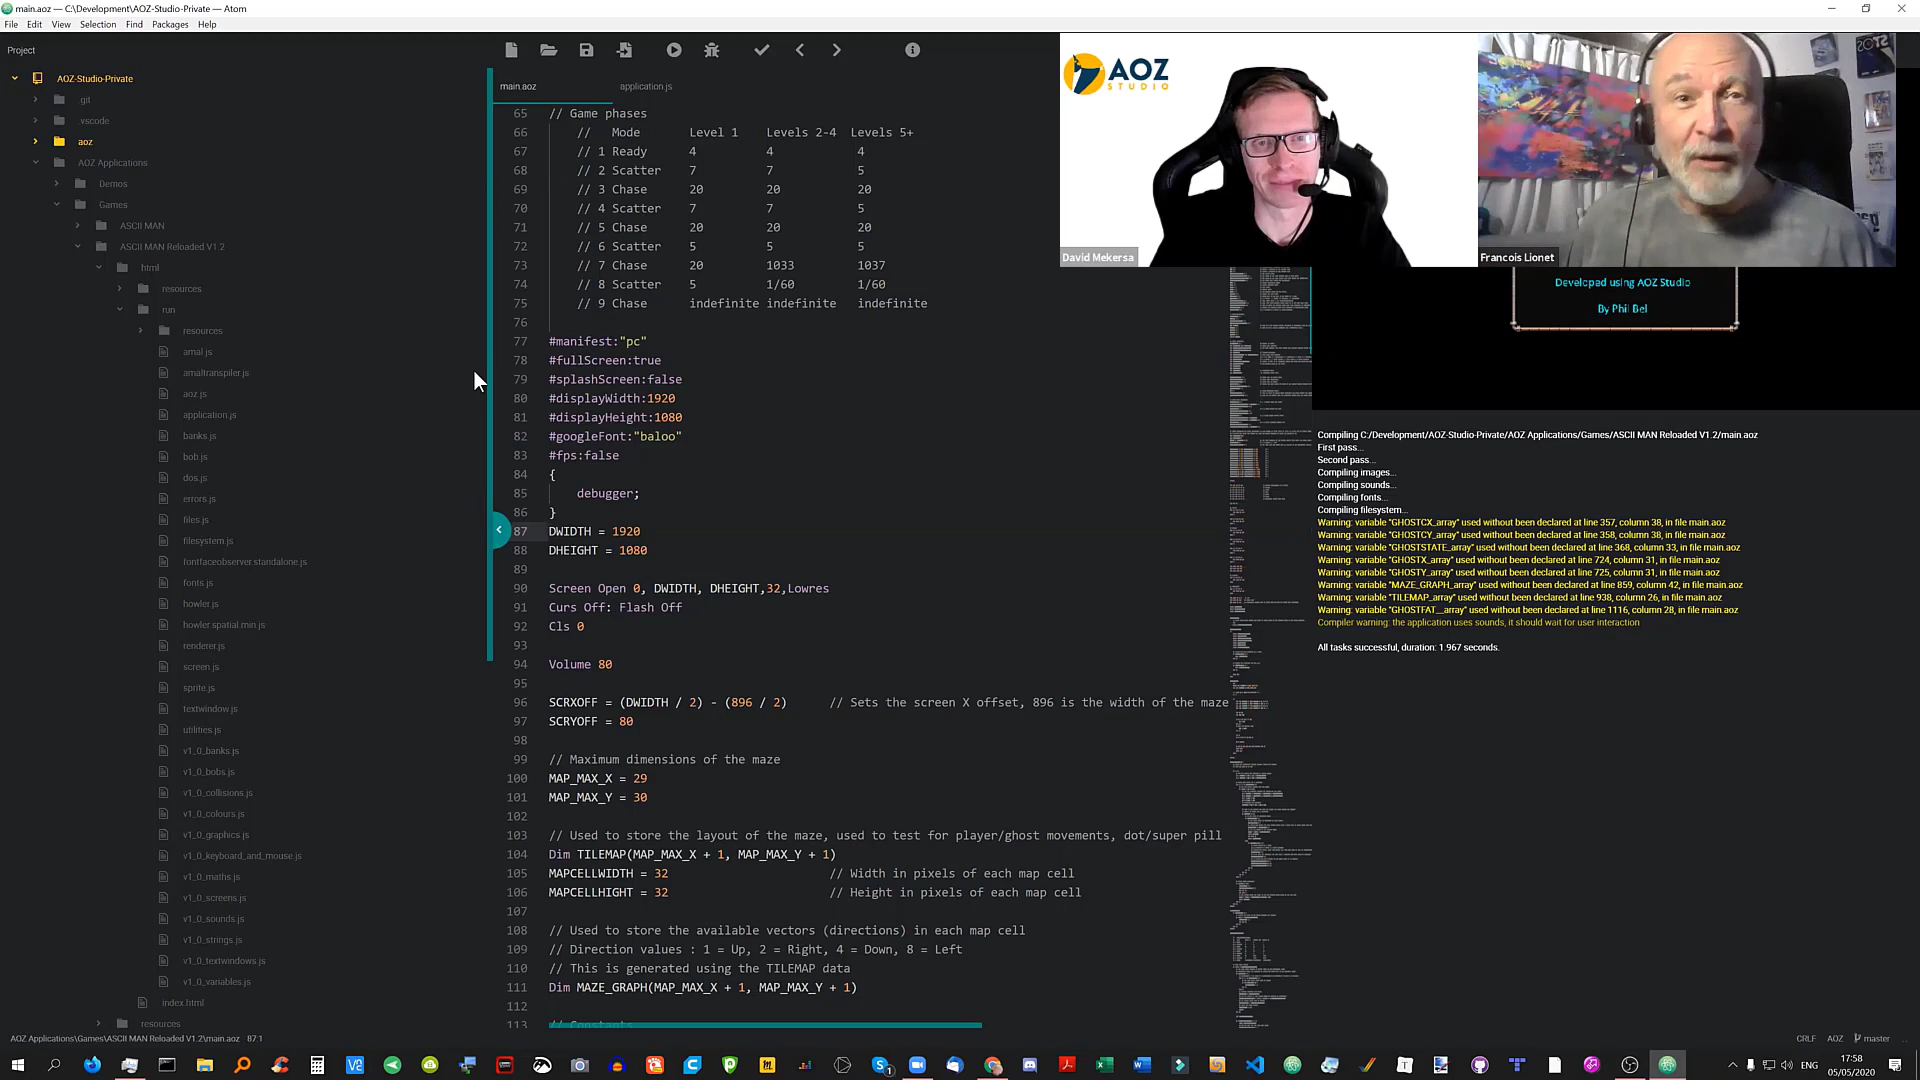 main.aoz — C:\Development\AOZ-Studio-Private — Atom
File Edit View Selection Find Packages Help
Project
AOZ-Studio-Private
.git
.vscode
aoz
AOZ Applications
Demos
Games
ASCII MAN
ASCII MAN Reloaded V1.2
html
resources
run
resources
amal.js
amaltranspiler.js
aoz.js
application.js
banks.js
bob.js
dos.js
errors.js
files.js
filesystem.js
fontfaceobserver.standalone.js
fonts.js
howler.js
howler.spatial.min.js
renderer.js
screen.js
sprite.js
textwindow.js
utilities.js
v1_0_banks.js
v1_0_bobs.js
v1_0_collisions.js
v1_0_colours.js
v1_0_graphics.js
v1_0_keyboard_and_mouse.js
v1_0_maths.js
v1_0_screens.js
v1_0_sounds.js
v1_0_strings.js
v1_0_textwindows.js
v1_0_variables.js
index.html
resources
main.aoz application.js
65 // Game phases
66 // Mode Level 1 Levels 2-4 Levels 5+
67 // 1 Ready 4 4 4
68 // 2 Scatter 7 7 5
69 // 3 Chase 20 20 20
70 // 4 Scatter 7 7 5
71 // 5 Chase 20 20 20
72 // 6 Scatter 5 5 5
73 // 7 Chase 20 1033 1037
74 // 8 Scatter 5 1/60 1/60
75 // 9 Chase indefinite indefinite indefinite
76
77 #manifest:"pc"
78 #fullScreen:true
79 #splashScreen:false
80 #displayWidth:1920
81 #displayHeight:1080
82 #googleFont:"baloo"
83 #fps:false
84 {
85 debugger;
86 }
87 DWIDTH = 1920
88 DHEIGHT = 1080
89
90 Screen Open 0, DWIDTH, DHEIGHT,32,Lowres
91 Curs Off: Flash Off
92 Cls 0
93
94 Volume 80
95
96 SCRXOFF = (DWIDTH / 2) - (896 / 2) // Sets the screen X offset, 896 is the width of the maze
97 SCRYOFF = 80
98
99 // Maximum dimensions of the maze
100 MAP_MAX_X = 29
101 MAP_MAX_Y = 30
102
103 // Used to store the layout of the maze, used to test for player/ghost movements, dot/super pill
104 Dim TILEMAP(MAP_MAX_X + 1, MAP_MAX_Y + 1)
105 MAPCELLWIDTH = 32 // Width in pixels of each map cell
106 MAPCELLHIGHT = 32 // Height in pixels of each map cell
107
108 // Used to store the available vectors (directions) in each map cell
109 // Direction values : 1 = Up, 2 = Right, 4 = Down, 8 = Left
110 // This is generated using the TILEMAP data
111 Dim MAZE_GRAPH(MAP_MAX_X + 1, MAP_MAX_Y + 1)
112
113 // Constants
AOZ
STUDIO
David Mekersa
Francois Lionet
Developed using AOZ Studio
By Phil Bel
Compiling C:/Development/AOZ-Studio-Private/AOZ Applications/Games/ASCII MAN Reloaded V1.2/main.aoz
First pass...
Second pass...
Compiling images...
Compiling sounds...
Compiling fonts...
Compiling filesystem...
Warning: variable "GHOSTCX_array" used without been declared at line 357, column 38, in file main.aoz
Warning: variable "GHOSTCY_array" used without been declared at line 358, column 38, in file main.aoz
Warning: variable "GHOSTSTATE_array" used without been declared at line 368, column 33, in file main.aoz
Warning: variable "GHOSTX_array" used without been declared at line 724, column 31, in file main.aoz
Warning: variable "GHOSTY_array" used without been declared at line 725, column 31, in file main.aoz
Warning: variable "MAZE_GRAPH_array" used without been declared at line 859, column 42, in file main.aoz
Warning: variable "TILEMAP_array" used without been declared at line 938, column 26, in file main.aoz
Warning: variable "GHOSTFAT__array" used without been declared at line 1116, column 28, in file main.aoz
Compiler warning: the application uses sounds, it should wait for user interaction
All tasks successful, duration: 1.967 seconds.
AOZ Applications\Games\ASCII MAN Reloaded V1.2\main.aoz 87:1
CRLF AOZ master
ENG
17:58
05/05/2020